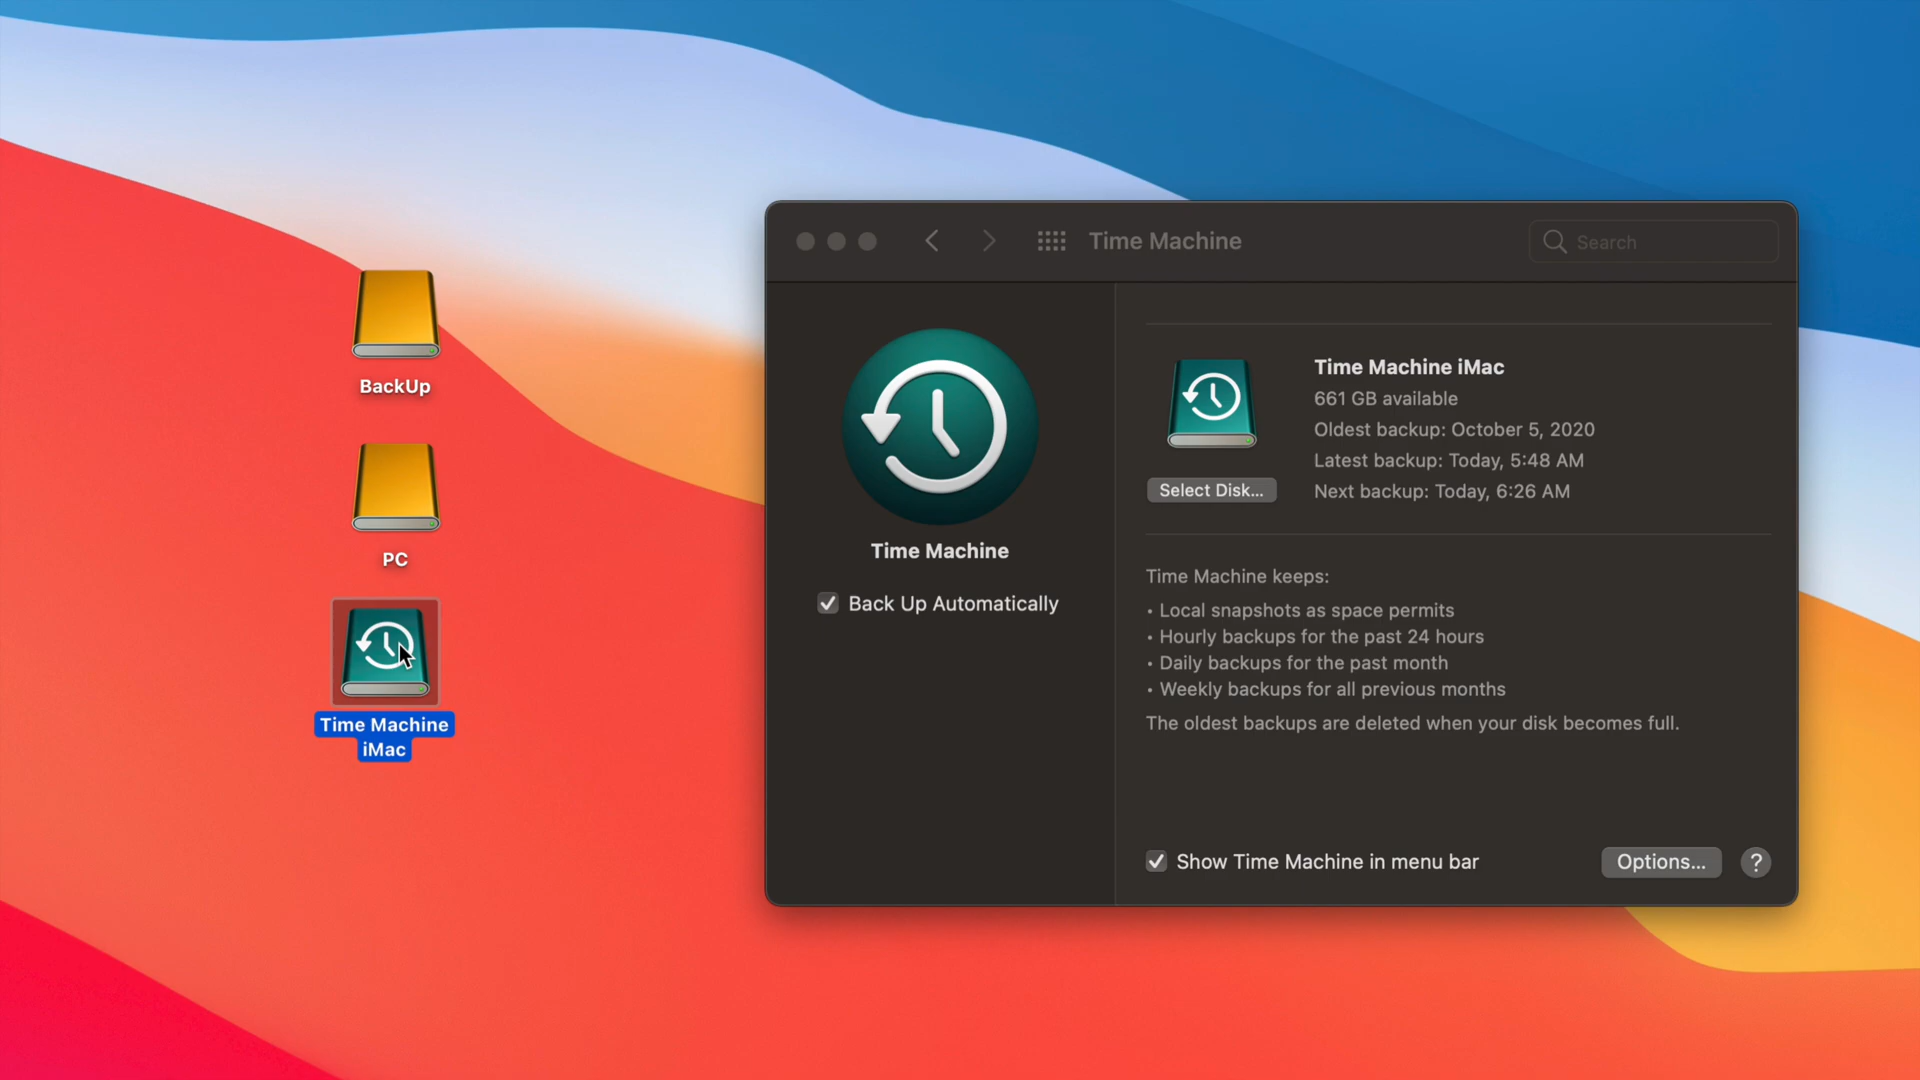 BackUp
PC
Time Machine
iMac
Time Machine
Search
Time Machine
Back Up Automatically
Time Machine iMac
661 GB available
Oldest backup: October 5, 2020
Latest backup: Today, 5:48 AM
Next backup: Today, 6:26 AM
Select Disk...
Time Machine keeps:
• Local snapshots as space permits
• Hourly backups for the past 24 hours
• Daily backups for the past month
• Weekly backups for all previous months
The oldest backups are deleted when your disk becomes full.
Show Time Machine in menu bar
Options...
?